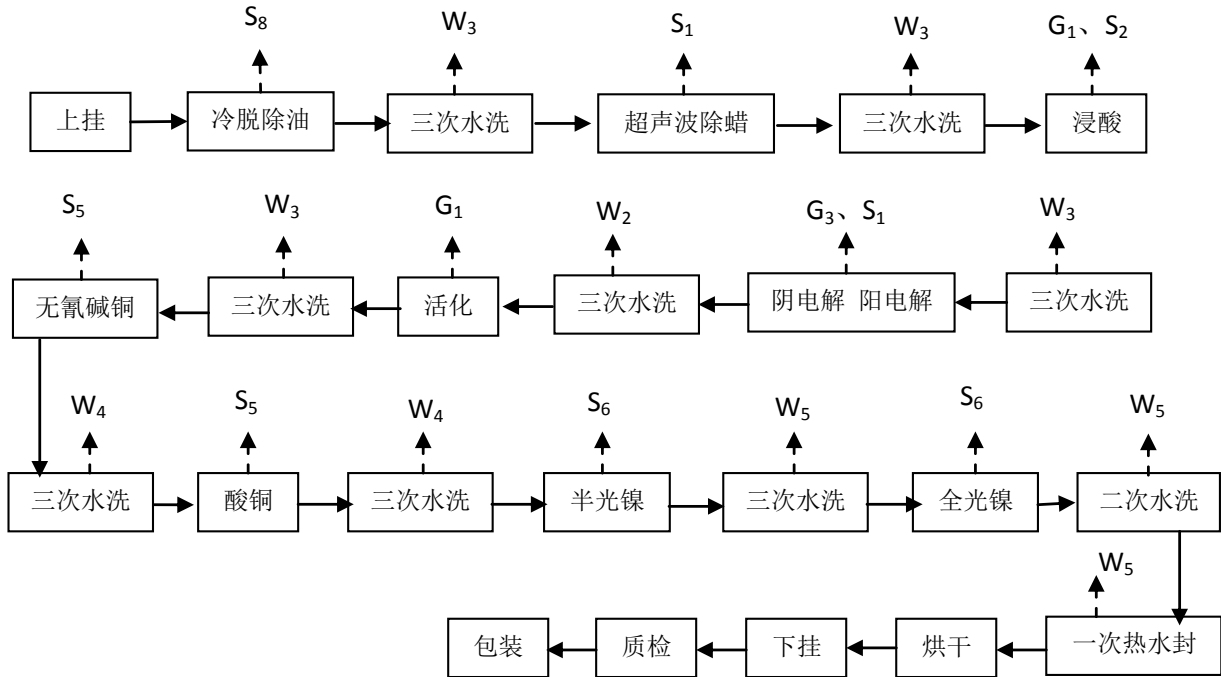 S₈ W₃ S₁ W₃ G₁、S₂
上挂 冷脱除油 三次水洗 超声波除蜡 三次水洗 浸酸
S₅ W₃ G₁ W₂ G₃、S₁ W₃
无氰碱铜 三次水洗 活化 三次水洗 阴电解 阳电解 三次水洗
W₄ S₅ W₄ S₆ W₅ S₆ W₅
三次水洗 酸铜 三次水洗 半光镍 三次水洗 全光镍 二次水洗
W₅
包装 质检 下挂 烘干 一次热水封